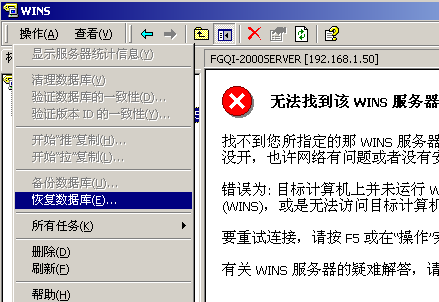 WINS
操作(A) 查看(V)
显示服务器统计信息(Y)
清理数据库(V)
验证数据库的一致性(D)...
验证版本 ID 的一致性(Y)...
开始“推”复制(H)...
开始“拉”复制(L)...
备份数据库(U)...
恢复数据库(E)...
所有任务(K)
删除(D)
刷新(F)
帮助(H)
FGQI-2000SERVER [192.168.1.50]
无法找到该 WINS 服务器
找不到您所指定的那 WINS 服务器
没开，也许网络有问题或者没有安
错误为: 目标计算机上并未运行 W
(WINS)，或是无法访问目标计算机
要重试连接，请按 F5 或在“操作”菜
有关 WINS 服务器的疑难解答，请